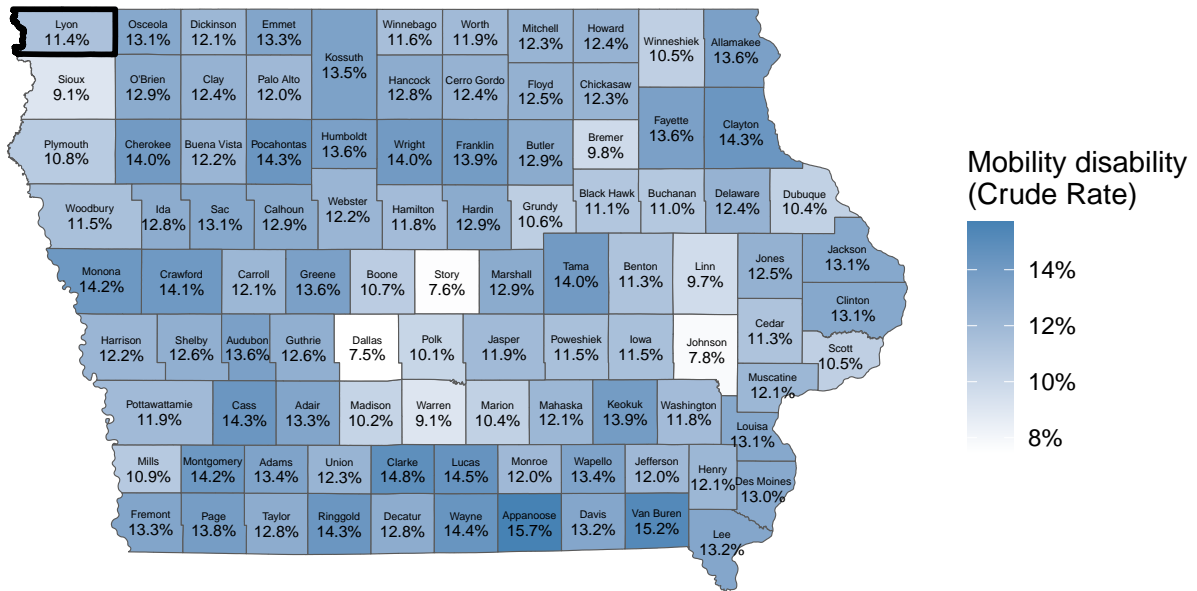 Lyon
11.4%
Osceola
13.1%
Dickinson
12.1%
Emmet
13.3%
Kossuth
13.5%
Winnebago
11.6%
Worth
11.9%
Mitchell
12.3%
Howard
12.4%
Winneshiek
10.5%
Allamakee
13.6%
Sioux
9.1%
O'Brien
12.9%
Clay
12.4%
Palo Alto
12.0%
Hancock
12.8%
Cerro Gordo
12.4%
Floyd
12.5%
Chickasaw
12.3%
Fayette
13.6%
Clayton
14.3%
Plymouth
10.8%
Cherokee
14.0%
Buena Vista
12.2%
Pocahontas
14.3%
Humboldt
13.6%
Wright
14.0%
Franklin
13.9%
Butler
12.9%
Bremer
9.8%
Mobility disability
(Crude Rate)
14%
12%
10%
8%
Woodbury
11.5%
Ida
12.8%
Sac
13.1%
Calhoun
12.9%
Webster
12.2%
Hamilton
11.8%
Hardin
12.9%
Grundy
10.6%
Black Hawk
11.1%
Buchanan
11.0%
Delaware
12.4%
Dubuque
10.4%
Monona
14.2%
Crawford
14.1%
Carroll
12.1%
Greene
13.6%
Boone
10.7%
Story
7.6%
Marshall
12.9%
Tama
14.0%
Benton
11.3%
Linn
9.7%
Jones
12.5%
Jackson
13.1%
Clinton
13.1%
Harrison
12.2%
Shelby
12.6%
Audubon
13.6%
Guthrie
12.6%
Dallas
7.5%
Polk
10.1%
Jasper
11.9%
Poweshiek
11.5%
Iowa
11.5%
Johnson
7.8%
Cedar
11.3%
Scott
10.5%
Muscatine
12.1%
Pottawattamie
11.9%
Cass
14.3%
Adair
13.3%
Madison
10.2%
Warren
9.1%
Marion
10.4%
Mahaska
12.1%
Keokuk
13.9%
Washington
11.8%
Louisa
13.1%
Mills
10.9%
Montgomery
14.2%
Adams
13.4%
Union
12.3%
Clarke
14.8%
Lucas
14.5%
Monroe
12.0%
Wapello
13.4%
Jefferson
12.0%
Henry
12.1%
Des Moines
13.0%
Fremont
13.3%
Page
13.8%
Taylor
12.8%
Ringgold
14.3%
Decatur
12.8%
Wayne
14.4%
Appanoose
15.7%
Davis
13.2%
Van Buren
15.2%
Lee
13.2%